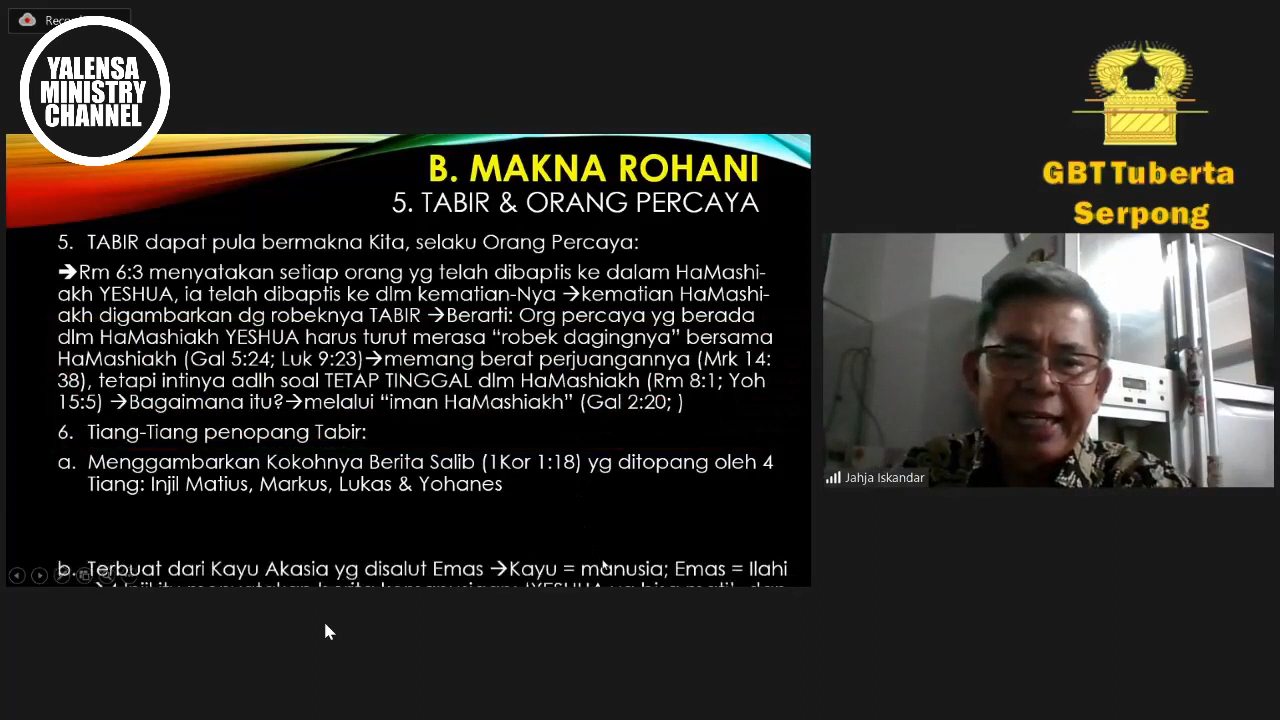 YALENSA
MINISTRY
CHANNEL
B. MAKNA ROHANI
5. TABIR & ORANG PERCAYA
5. TABIR dapat pula bermakna Kita, selaku Orang Percaya:
➔Rm 6:3 menyatakan setiap orang yg telah dibaptis ke dalam HaMashi-
akh YESHUA, ia telah dibaptis ke dlm kematian-Nya →kematian HaMashi-
akh digambarkan dg robeknya TABIR →Berarti: Org percaya yg berada
dlm HaMashiakh YESHUA harus turut merasa “robek dagingnya” bersama
HaMashiakh (Gal 5:24; Luk 9:23)→memang berat perjuangannya (Mrk 14:
38), tetapi intinya adlh soal TETAP TINGGAL dlm HaMashiakh (Rm 8:1; Yoh
15:5) →Bagaimana itu?→melalui “iman HaMashiakh” (Gal 2:20; )
6. Tiang-Tiang penopang Tabir:
a. Menggambarkan Kokohnya Berita Salib (1Kor 1:18) yg ditopang oleh 4
Tiang: Injil Matius, Markus, Lukas & Yohanes
b. Terbuat dari Kayu Akasia yg disalut Emas →Kayu = manusia; Emas = Ilahi
GBT Tuberta
Serpong
Jahja Iskandar